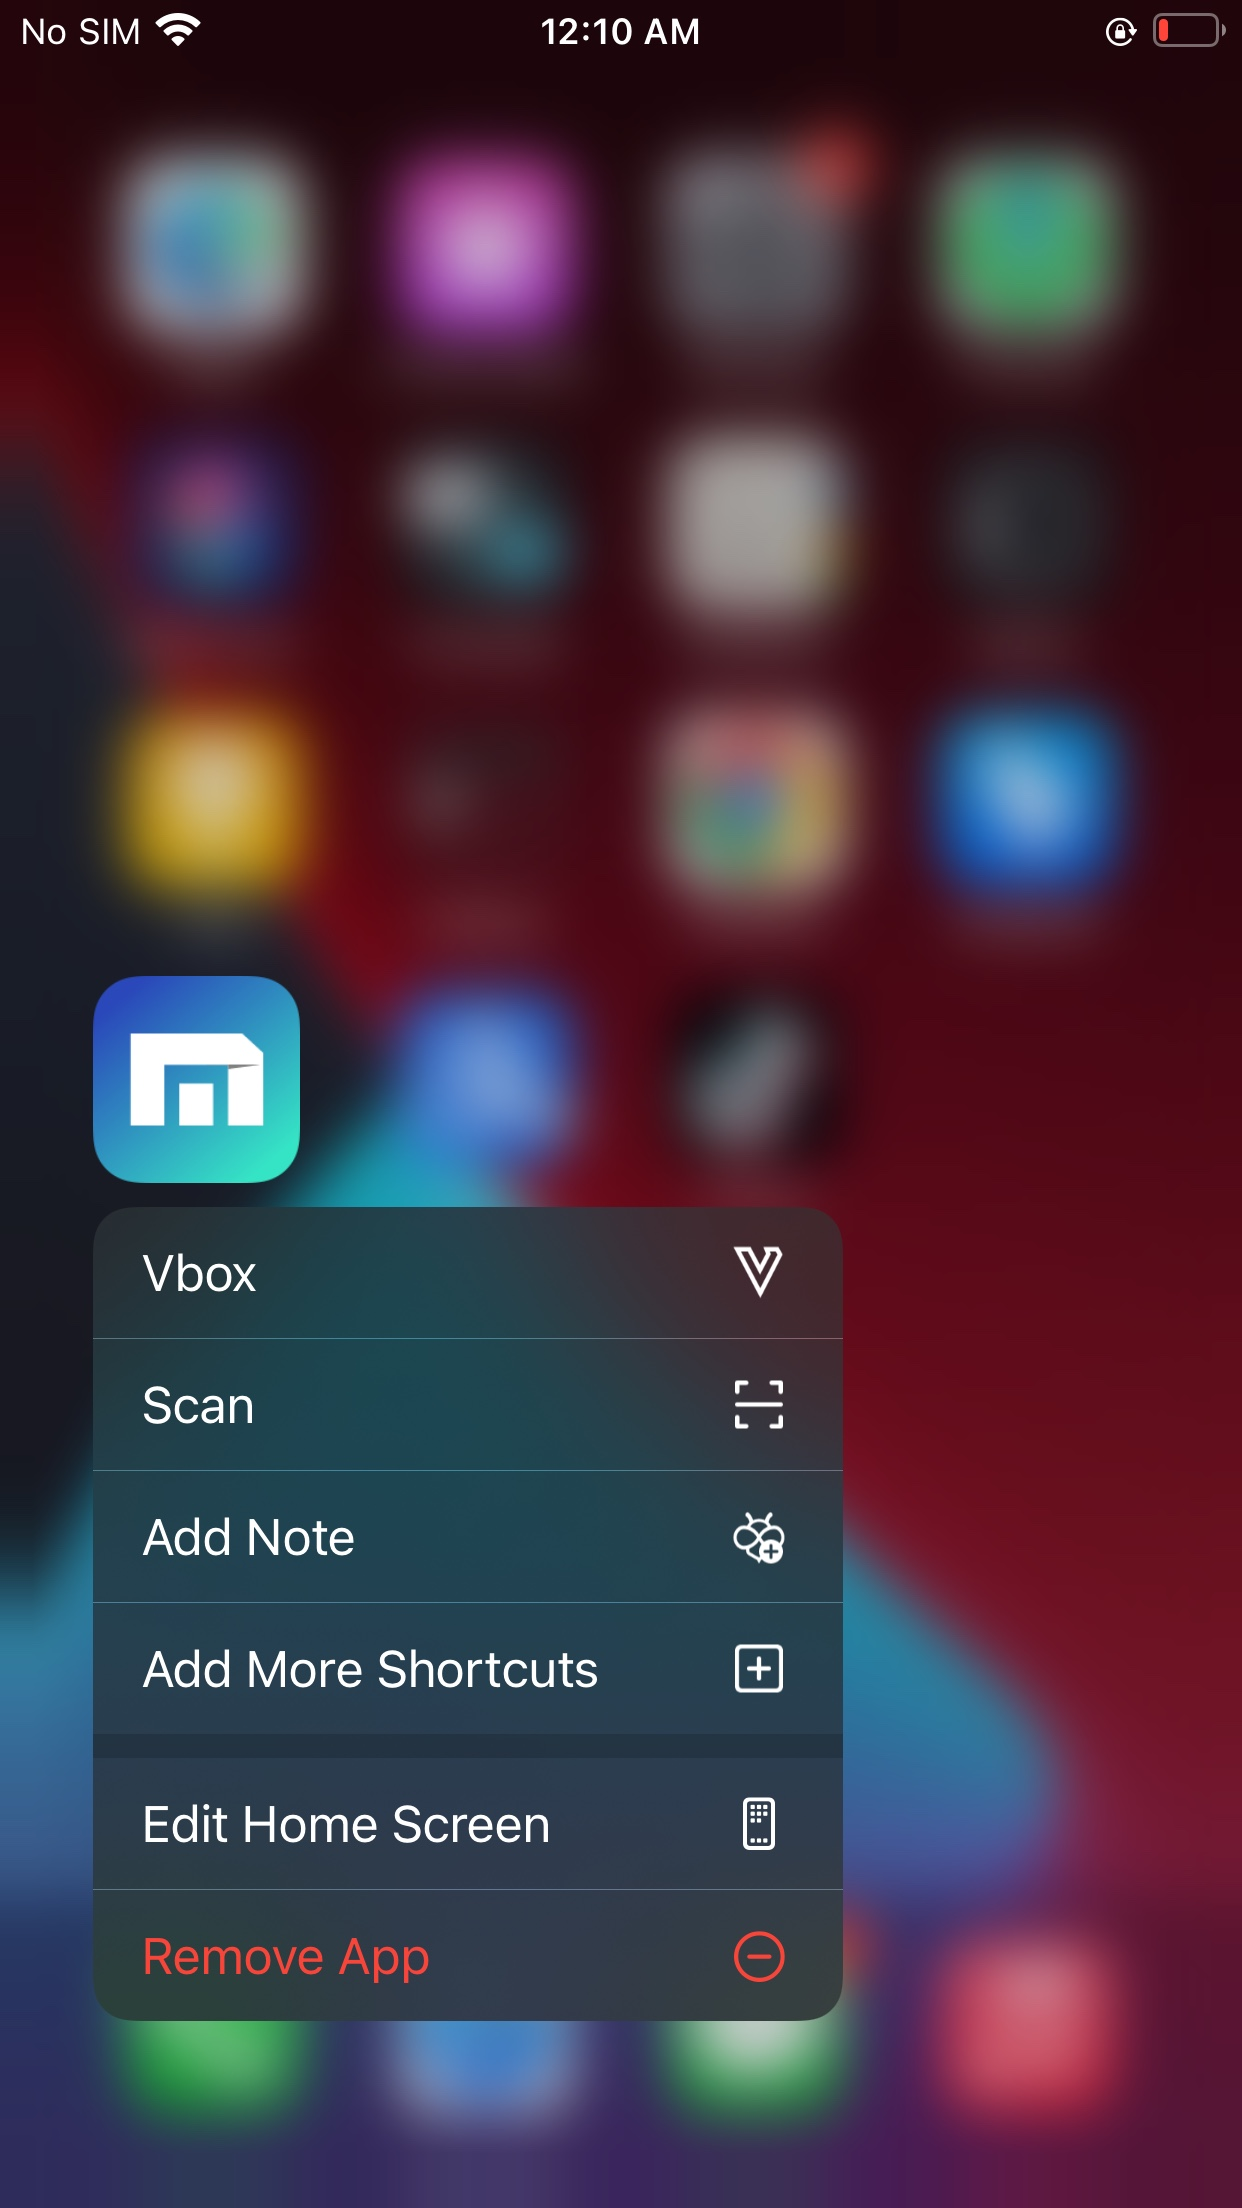 No SIM 12:10 AM
Vbox
Scan
Add Note
Add More Shortcuts
Edit Home Screen
Remove App